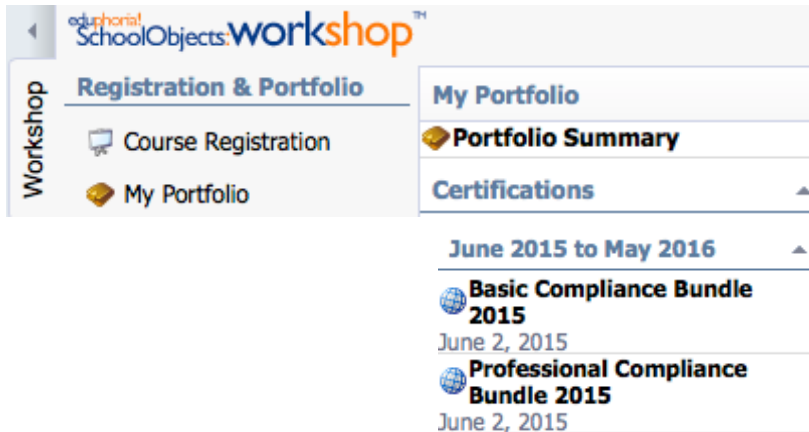 eduphoria!
SchoolObjects:workshop™
Workshop
Registration & Portfolio
Course Registration
My Portfolio
My Portfolio
Portfolio Summary
Certifications
June 2015 to May 2016
Basic Compliance Bundle
2015
June 2, 2015
Professional Compliance
Bundle 2015
June 2, 2015